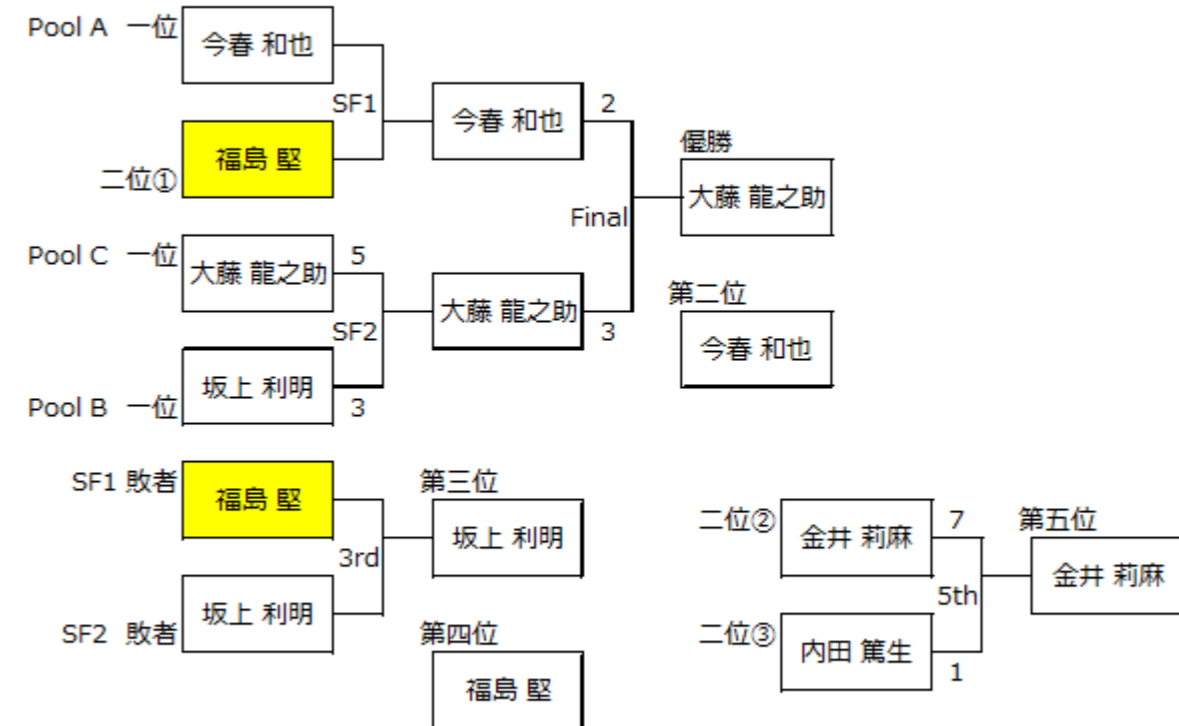 Pool A 一位
今春 和也
SF1
今春 和也
2
二位①
福島 堅
優勝
大藤 龍之助
Final
Pool C 一位
大藤 龍之助
5
SF2
大藤 龍之助
3
第二位
今春 和也
Pool B 一位
坂上 利明
3
SF1 敗者
福島 堅
3rd
第三位
坂上 利明
SF2 敗者
坂上 利明
第四位
福島 堅
二位②
金井 莉麻
7
5th
第五位
金井 莉麻
二位③
内田 篤生
1